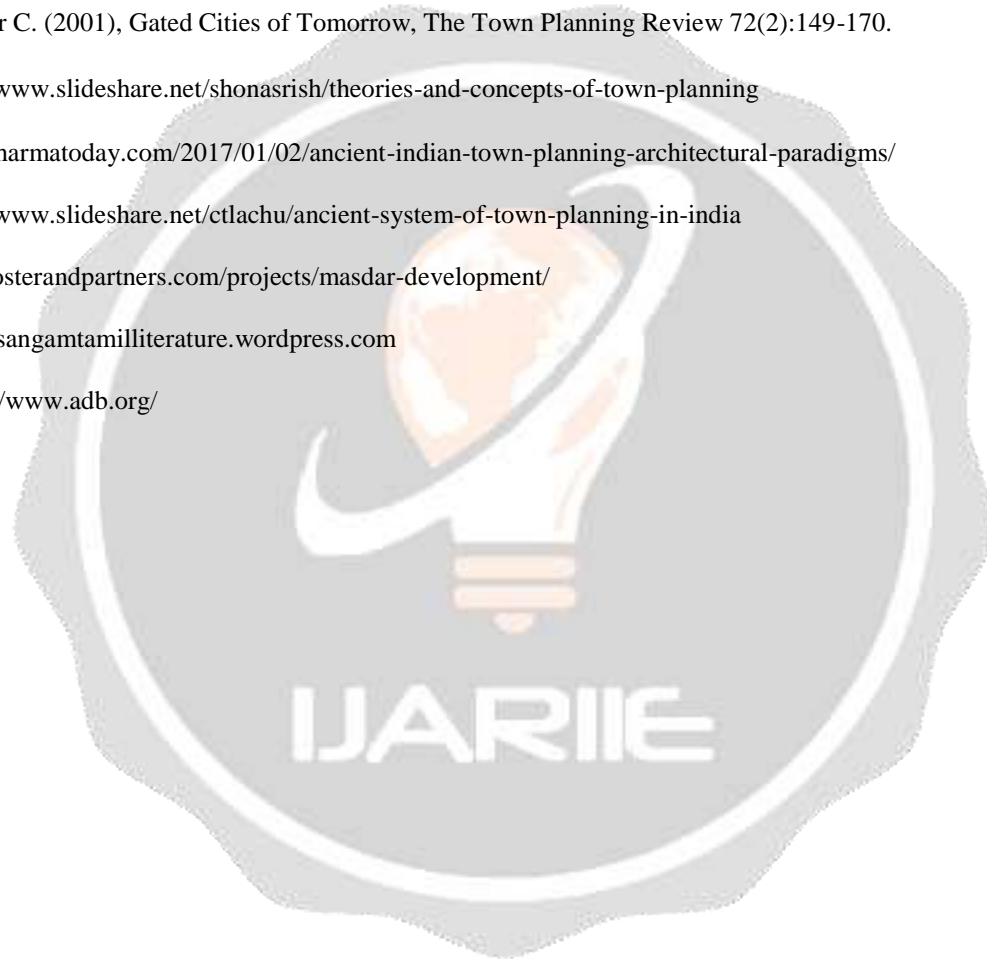 r C. (2001), Gated Cities of Tomorrow, The Town Planning Review 72(2):149-170.
www.slideshare.net/shonasrish/theories-and-concepts-of-town-planning
harmatoday.com/2017/01/02/ancient-indian-town-planning-architectural-paradigms/
www.slideshare.net/ctlachu/ancient-system-of-town-planning-in-india
osterandpartners.com/projects/masdar-development/
sangamtamilliterature.wordpress.com
/www.adb.org/
IJARIIE